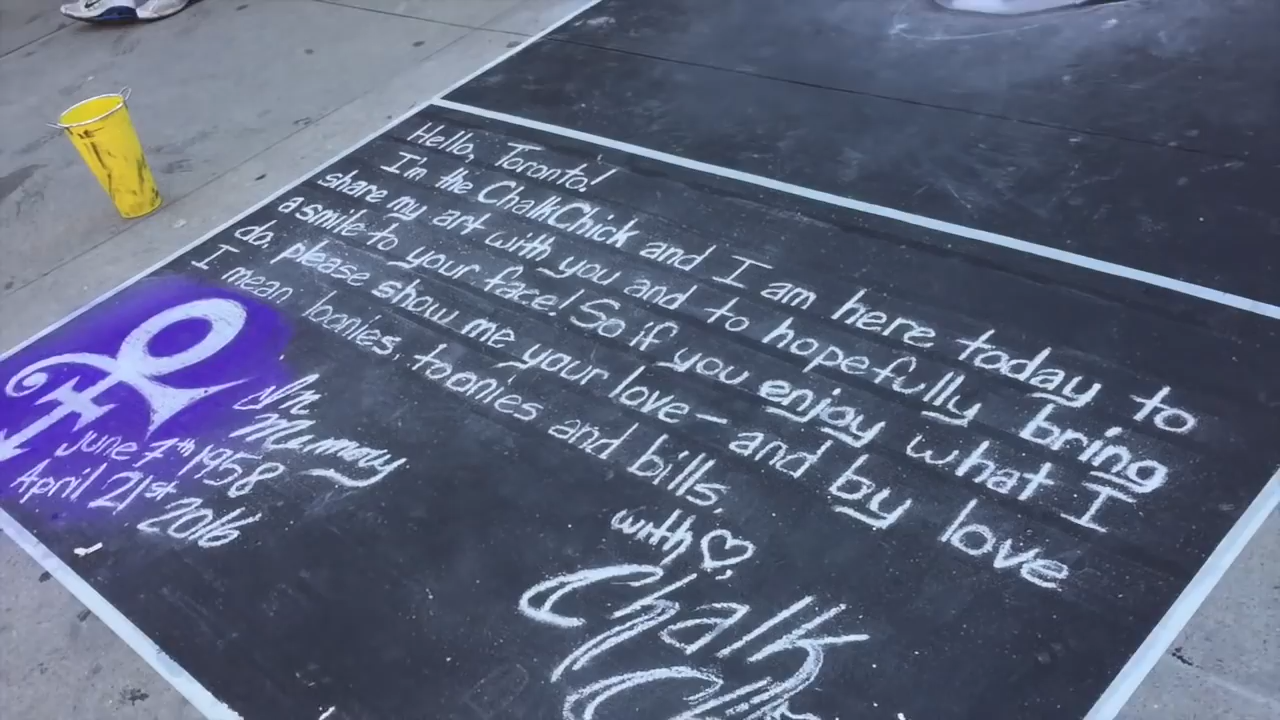 Hello, Toronto!
I'm the ChalkChick and I am here today to
share my art with you and to hopefully bring
a smile to your face! So if you enjoy what I
do, please show me your love - and by love
I mean loonies, toonies and bills.
with ♡,
Chalk
In Memory
June 7th 1958
April 21st 2016